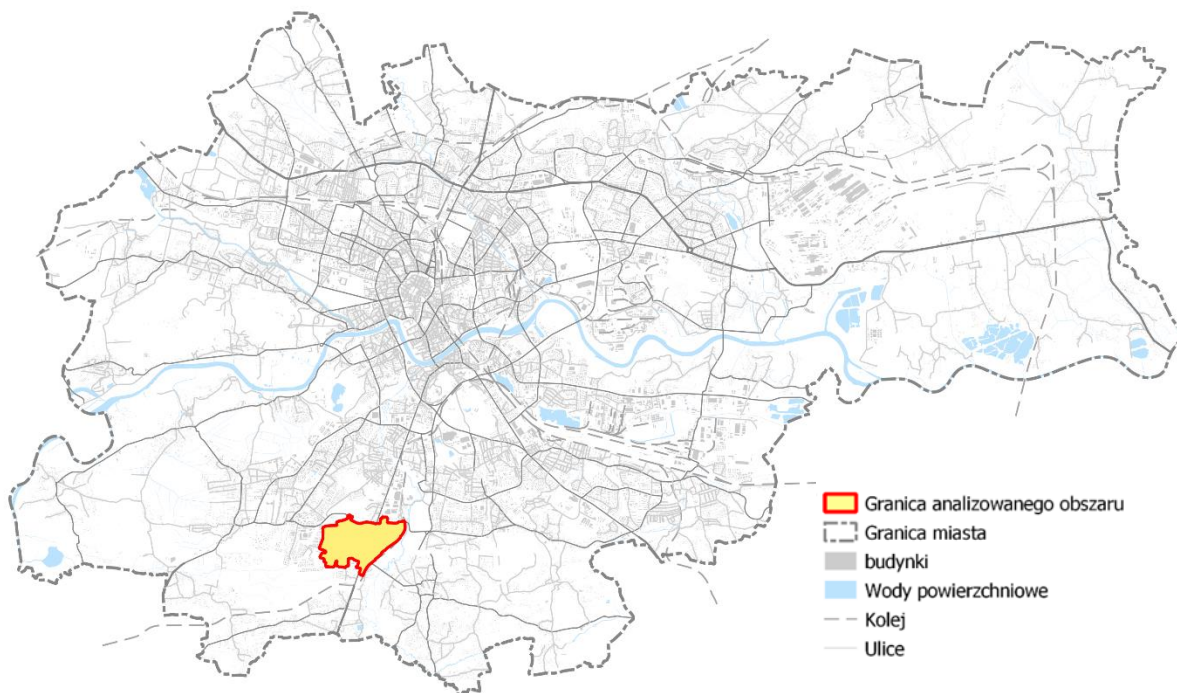 Granica analizowanego obszaru
Granica miasta
budynki
Wody powierzchniowe
Kolej
Ulice